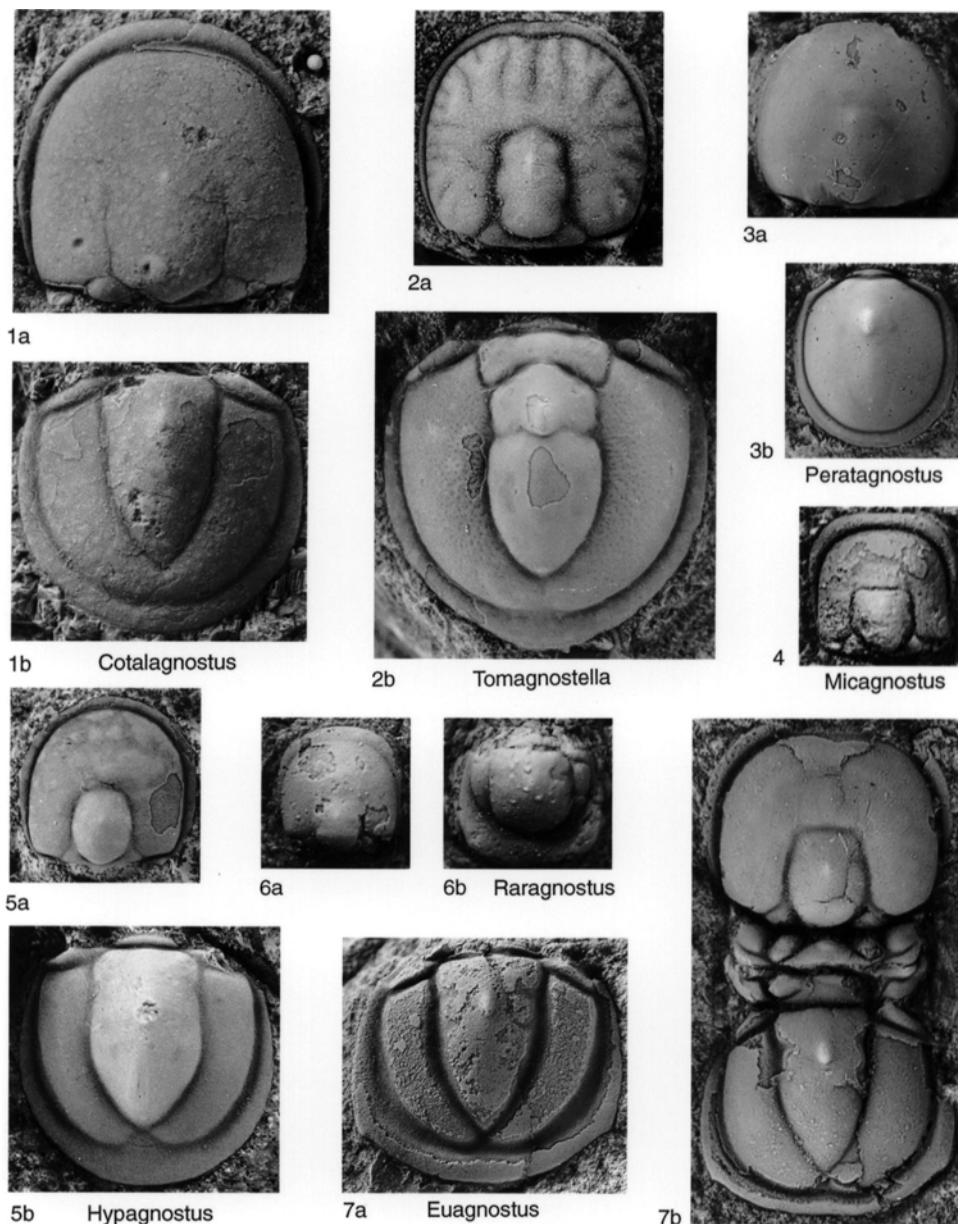 1a
2a
3a
3b
Peratagnostus
1b Cotalagnostus
2b Tomagnostella
4
Micagnostus
5a
6a
6b Raragnostus
5b Hypagnostus
7a Euagnostus
7b